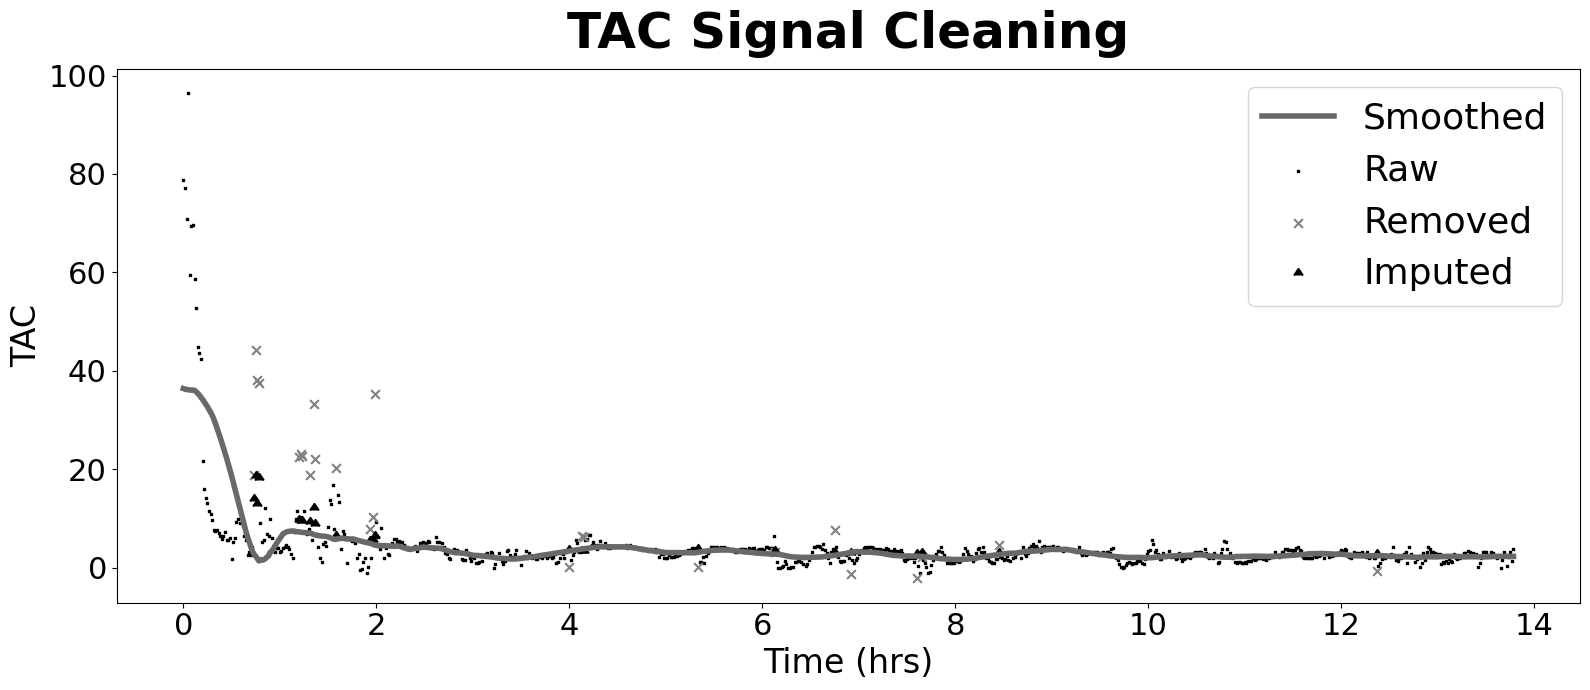 TAC Signal Cleaning
100
80
60
40
20
0
TAC
Smoothed
Raw
Removed
Imputed
0 2 4 6 8 10 12 14
Time (hrs)